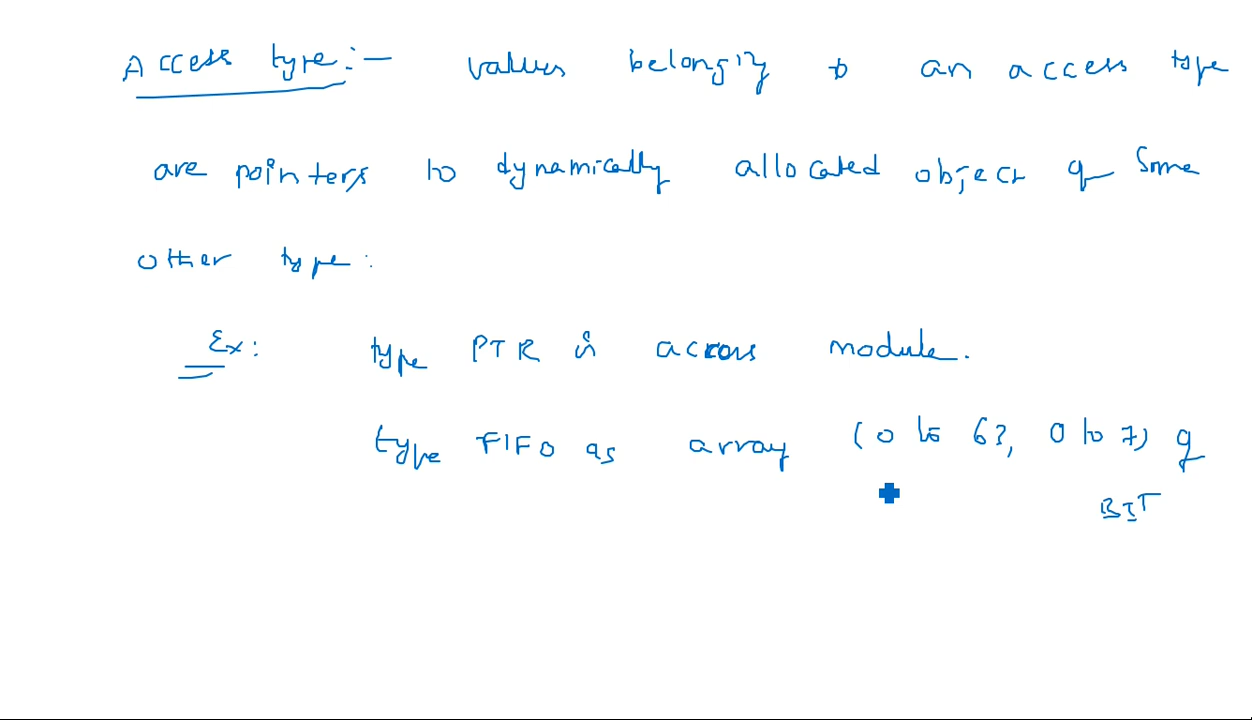 Access type:- values belonging to an access type
are pointers to dynamically allocated object of some
other type:
Ex: type PTR is access module.
type FIFO as array (0 to 63, 0 to 7) of
BIT